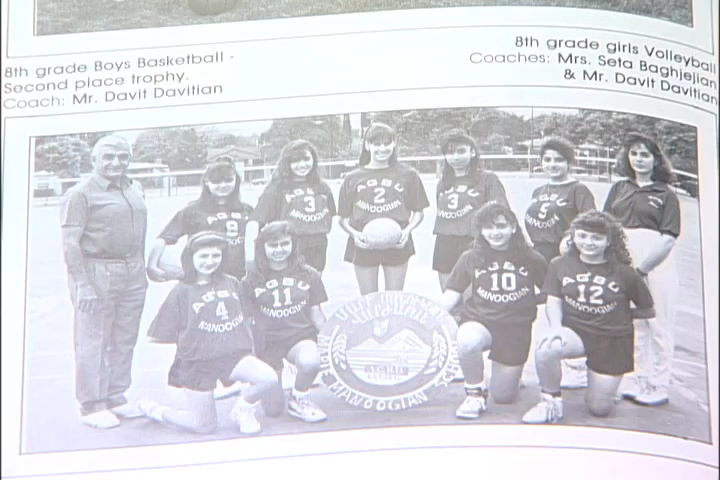 8th grade Boys Basketball -
Second place trophy.
Coach: Mr. Davit Davitian
8th grade girls Volleyball
Coaches: Mrs. Seta Baghjejian
& Mr. Davit Davitian
AGBU
9
AGBU
3
MANOOGIAN
AGBU
2
MANOOGIAN
AGBU
3
MANOOGIAN
AGBU
5
MANOOGIAN
AGBU
4
MANOOGIAN
AGBU
11
MANOOGIAN
AGBU
10
MANOOGIAN
AGBU
12
MANOOGIAN
A.G.B.U.
MARIE MANOOGIAN